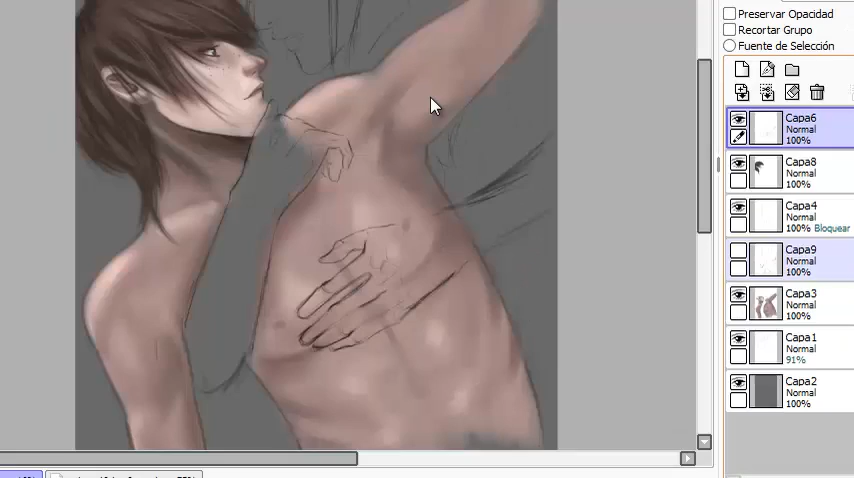 Preservar Opacidad
Recortar Grupo
Fuente de Selección
Capa6
Normal
100%
Capa8
Normal
100%
Capa4
Normal
100% Bloquear
Capa9
Normal
100%
Capa3
Normal
100%
Capa1
Normal
91%
Capa2
Normal
100%